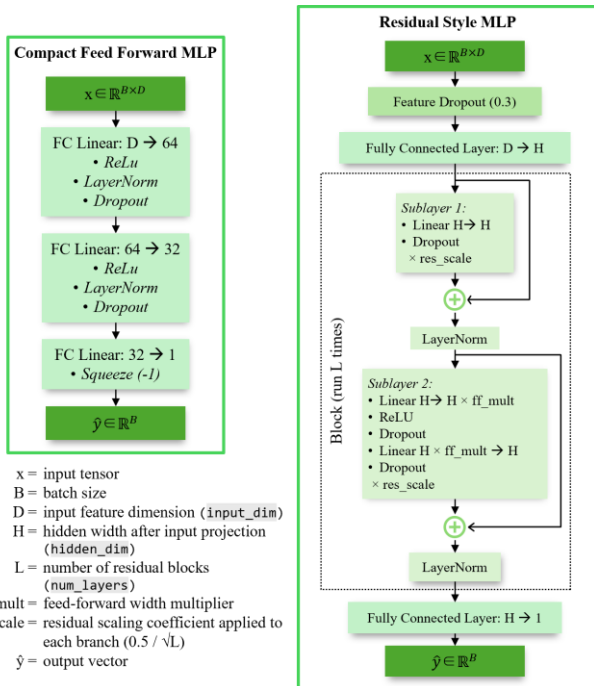 Compact Feed Forward MLP
x ∈ ℝ^{B×D}
FC Linear: D → 64
• ReLu
• LayerNorm
• Dropout
FC Linear: 64 → 32
• ReLu
• LayerNorm
• Dropout
FC Linear: 32 → 1
• Squeeze (-1)
ŷ ∈ ℝ^B
x = input tensor
B = batch size
D = input feature dimension (input_dim)
H = hidden width after input projection
(hidden_dim)
L = number of residual blocks
(num_layers)
mult = feed-forward width multiplier
scale = residual scaling coefficient applied to
each branch (0.5 / √L)
ŷ = output vector
Residual Style MLP
x ∈ ℝ^{B×D}
Feature Dropout (0.3)
Fully Connected Layer: D → H
Block (run L times)
Sublayer 1:
• Linear H→ H
• Dropout
× res_scale
+
LayerNorm
Sublayer 2:
• Linear H→ H × ff_mult
• ReLU
• Dropout
• Linear H × ff_mult → H
• Dropout
× res_scale
+
LayerNorm
Fully Connected Layer: H → 1
ŷ ∈ ℝ^B